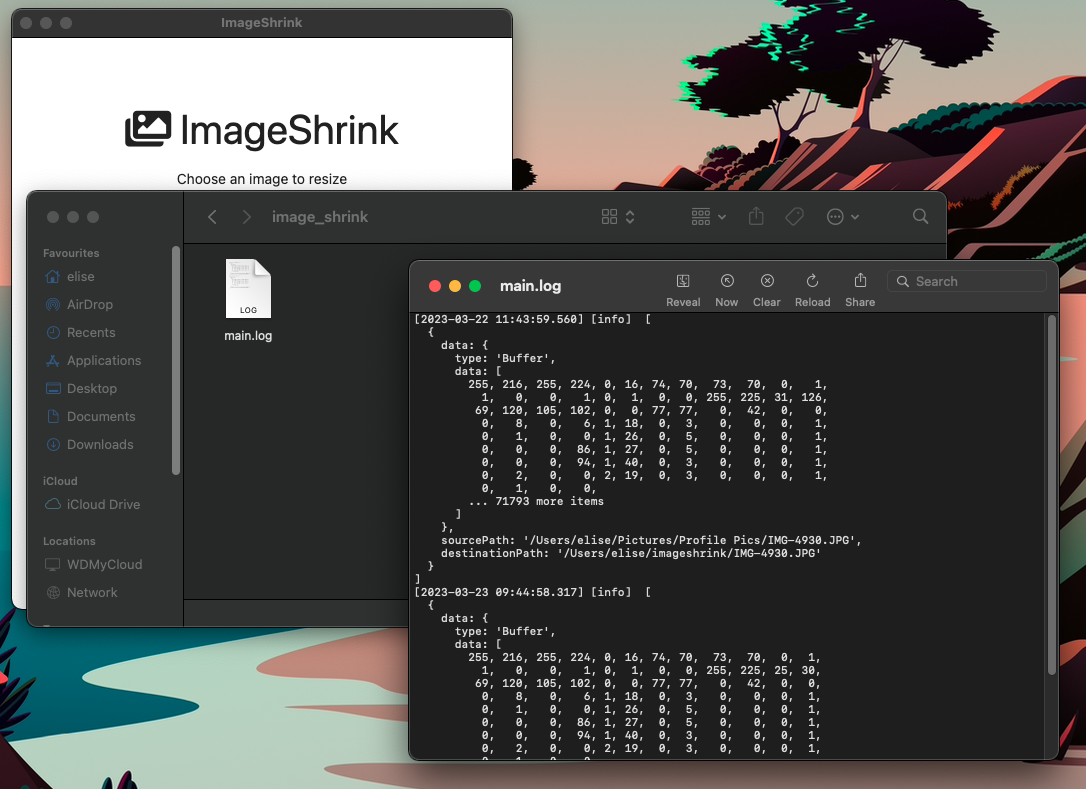 ImageShrink
ImageShrink
Choose an image to resize
image_shrink
Favourites
elise
AirDrop
Recents
Applications
Desktop
Documents
Downloads
iCloud
iCloud Drive
Locations
WDMyCloud
Network
LOG
main.log
main.log
Reveal Now Clear Reload Share
Search
[2023-03-22 11:43:59.560] [info]  [
  {
    data: {
      type: 'Buffer',
      data: [
        255, 216, 255, 224, 0, 16, 74, 70,  73,  70,  0,   1,
          1,   0,   0,   1, 0,  1,  0,  0, 255, 225, 31, 126,
         69, 120, 105, 102, 0,  0, 77, 77,   0,  42,  0,   0,
          0,   8,   0,   6, 1, 18,  0,  3,   0,   0,  0,   1,
          0,   1,   0,   0, 1, 26,  0,  5,   0,   0,  0,   1,
          0,   0,   0,  86, 1, 27,  0,  5,   0,   0,  0,   1,
          0,   0,   0,  94, 1, 40,  0,  3,   0,   0,  0,   1,
          0,   2,   0,   0, 2, 19,  0,  3,   0,   0,  0,   1,
          0,   1,   0,   0,
        ... 71793 more items
      ]
    },
    sourcePath: '/Users/elise/Pictures/Profile Pics/IMG-4930.JPG',
    destinationPath: '/Users/elise/imageshrink/IMG-4930.JPG'
  }
]
[2023-03-23 09:44:58.317] [info]  [
  {
    data: {
      type: 'Buffer',
      data: [
        255, 216, 255, 224, 0, 16, 74, 70,  73,  70,  0,  1,
          1,   0,   0,   1, 0,  1,  0,  0, 255, 225, 25, 30,
         69, 120, 105, 102, 0,  0, 77, 77,   0,  42,  0,  0,
          0,   8,   0,   6, 1, 18,  0,  3,   0,   0,  0,  1,
          0,   1,   0,   0, 1, 26,  0,  5,   0,   0,  0,  1,
          0,   0,   0,  86, 1, 27,  0,  5,   0,   0,  0,  1,
          0,   0,   0,  94, 1, 40,  0,  3,   0,   0,  0,  1,
          0,   2,   0,   0, 2, 19,  0,  3,   0,   0,  0,  1,